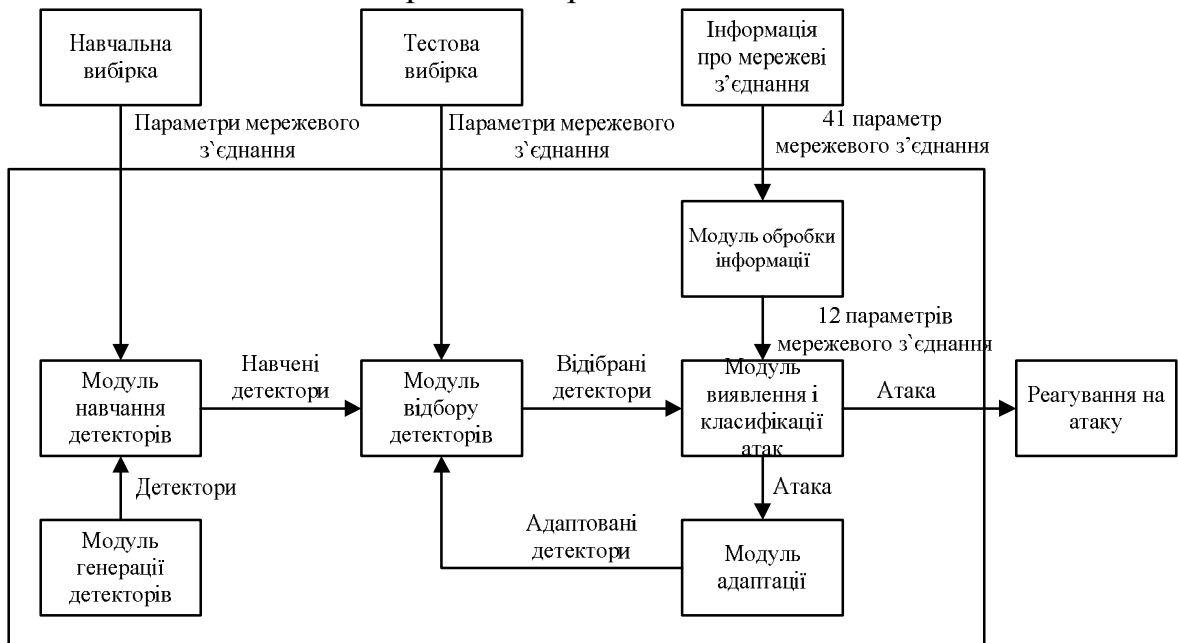 Навчальна
вибірка
Тестова
вибірка
Інформація
про мережеві
з’єднання
Параметри мережевого
з`єднання
Параметри мережевого
з`єднання
41 параметр
мережевого з’єднання
Модуль обробки
інформації
12 параметрів
мережевого з`єднання
Модуль
навчання
детекторів
Навчені
детектори
Модуль
відбору
детекторів
Відібрані
детектори
Модуль
виявлення і
класифікації
атак
Атака
Реагування на
атаку
Детектори
Атака
Модуль
генерації
детекторів
Адаптовані
детектори
Модуль
адаптації